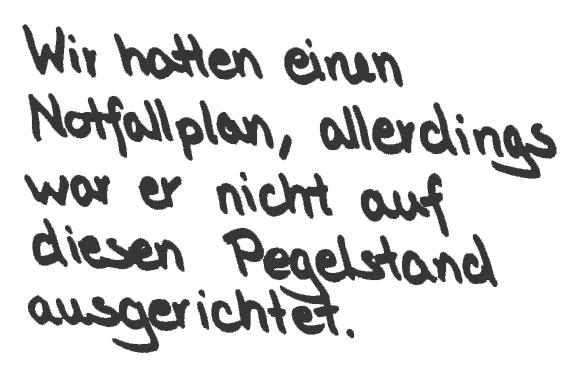 Wir hatten einen
Notfallplan, allerdings
war er nicht auf
diesen Pegelstand
ausgerichtet.